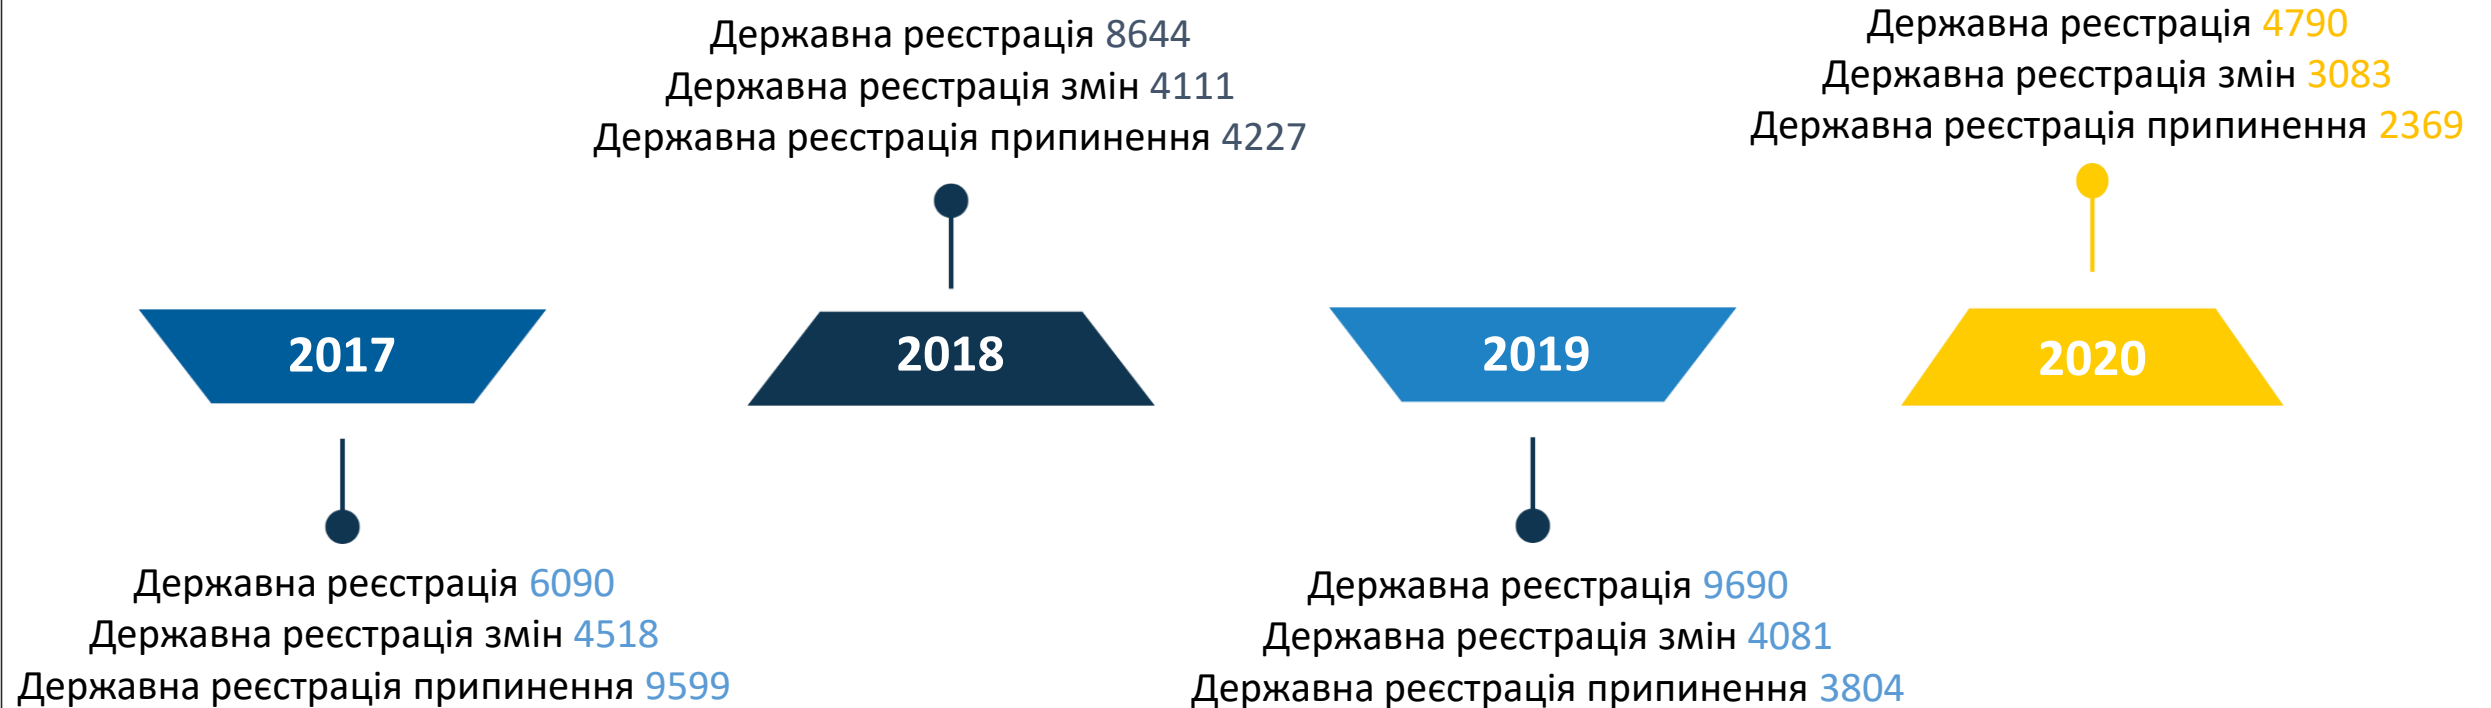 Державна реєстрація 8644
Державна реєстрація змін 4111
Державна реєстрація припинення 4227
Державна реєстрація 4790
Державна реєстрація змін 3083
Державна реєстрація припинення 2369
2017
2018
2019
2020
Державна реєстрація 6090
Державна реєстрація змін 4518
Державна реєстрація припинення 9599
Державна реєстрація 9690
Державна реєстрація змін 4081
Державна реєстрація припинення 3804